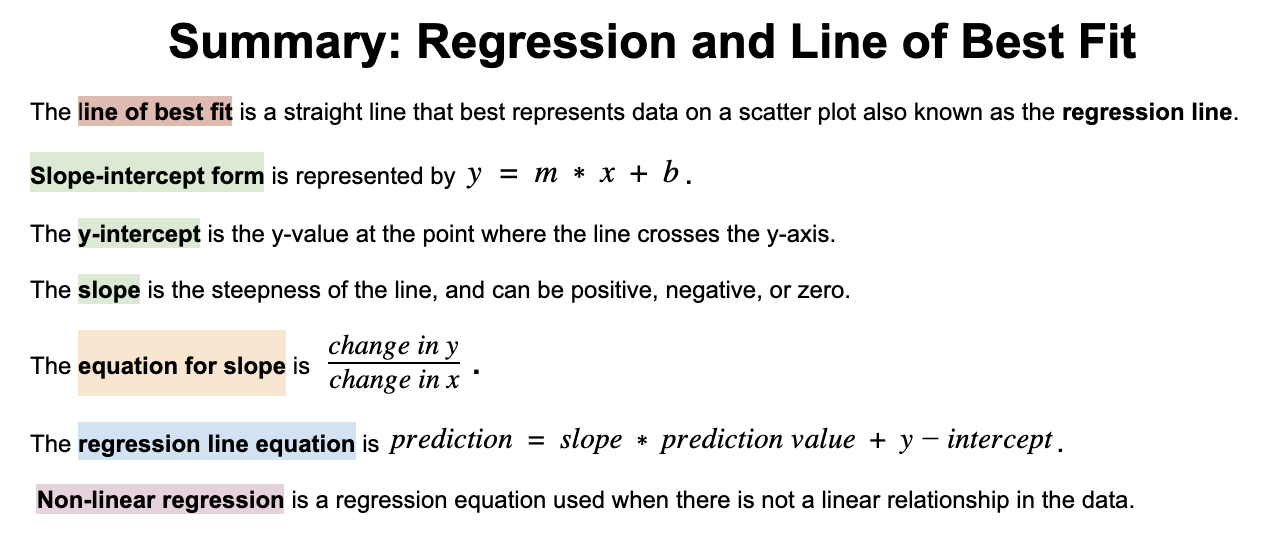 Summary: Regression and Line of Best Fit
The line of best fit is a straight line that best represents data on a scatter plot also known as the regression line.
Slope-intercept form is represented by y = m * x + b.
The y-intercept is the y-value at the point where the line crosses the y-axis.
The slope is the steepness of the line, and can be positive, negative, or zero.
The equation for slope is change in y / change in x.
The regression line equation is prediction = slope * prediction value + y − intercept.
Non-linear regression is a regression equation used when there is not a linear relationship in the data.